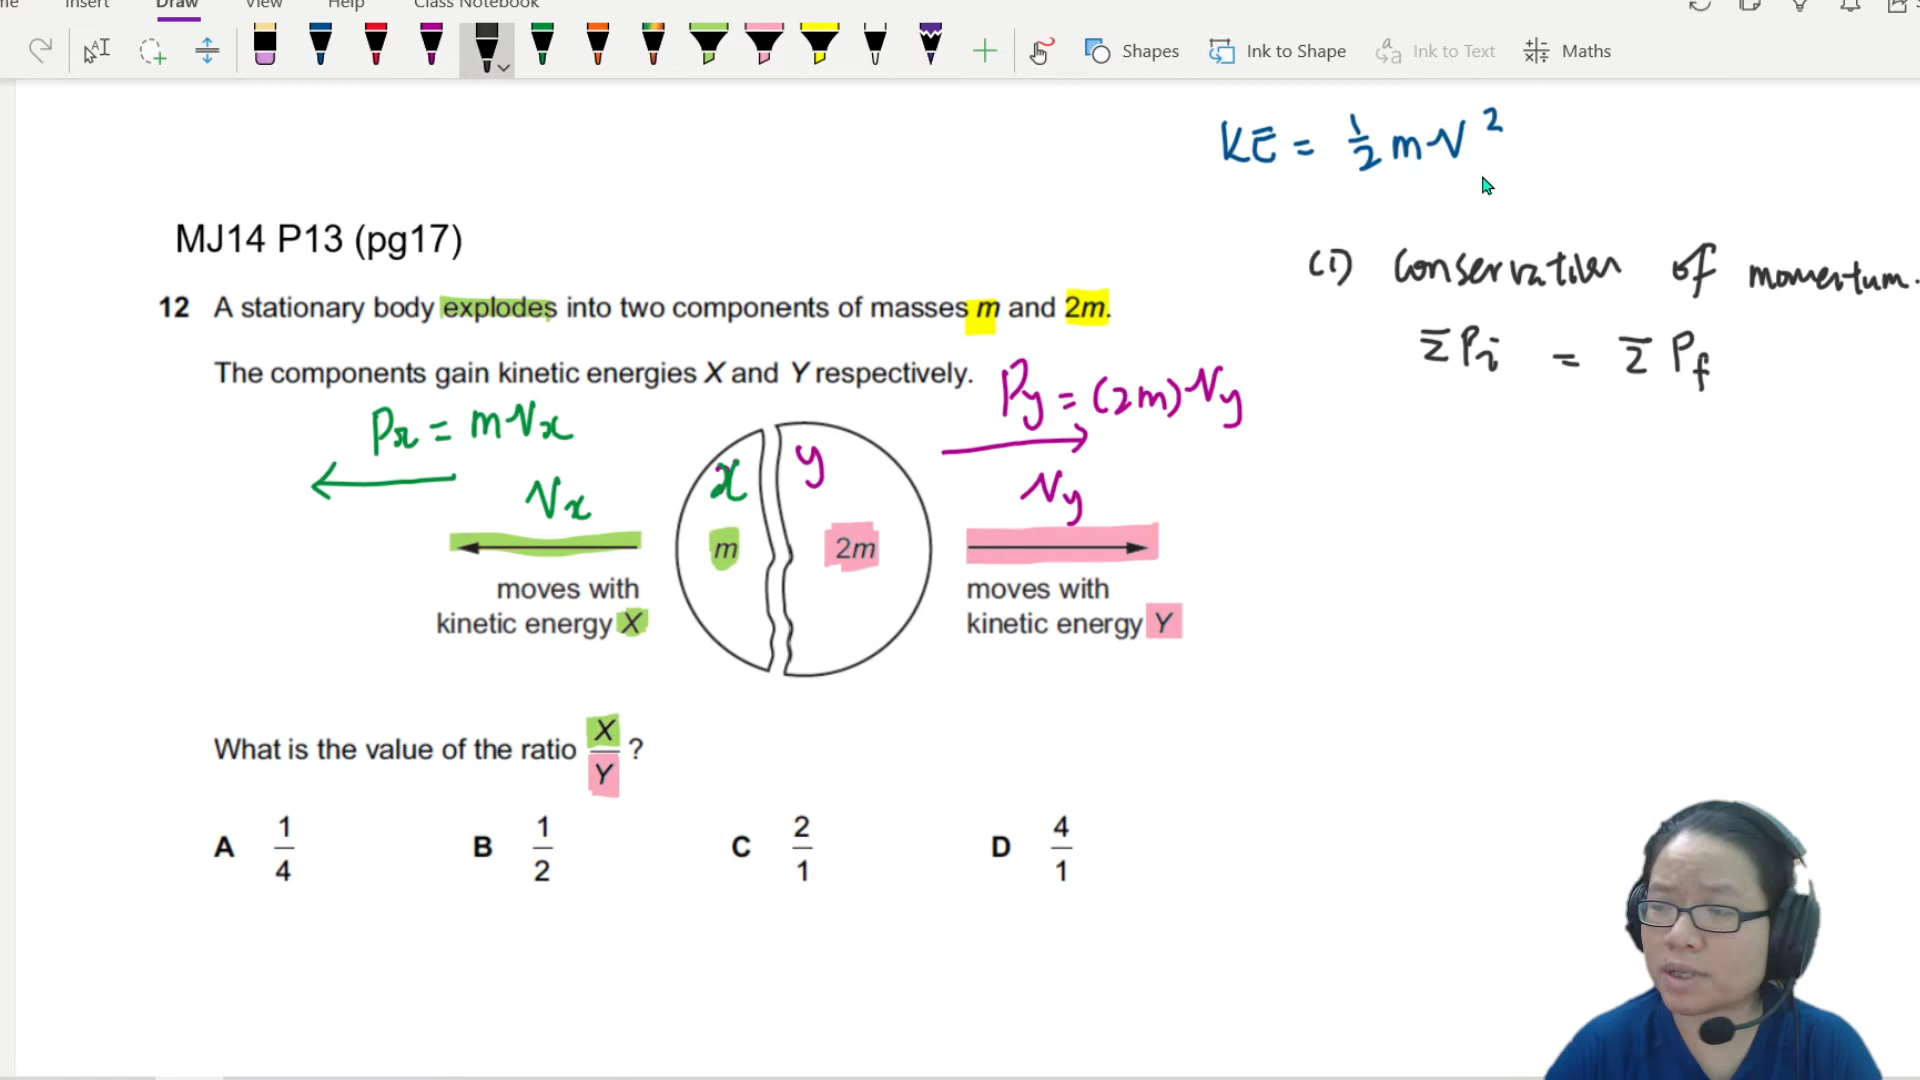 Insert Draw View Help Class Notebook
Shapes Ink to Shape Ink to Text Maths
KE = 1/2 mv²
MJ14 P13 (pg17)
(1) Conservation of momentum.
12 A stationary body explodes into two components of masses m and 2m.
ΣPi = ΣPf
The components gain kinetic energies X and Y respectively.
Px = mvx
Py = (2m)vy
x y
vx
vy
m 2m
moves with
kinetic energy X
moves with
kinetic energy Y
What is the value of the ratio X/Y ?
A 1/4 B 1/2 C 2/1 D 4/1